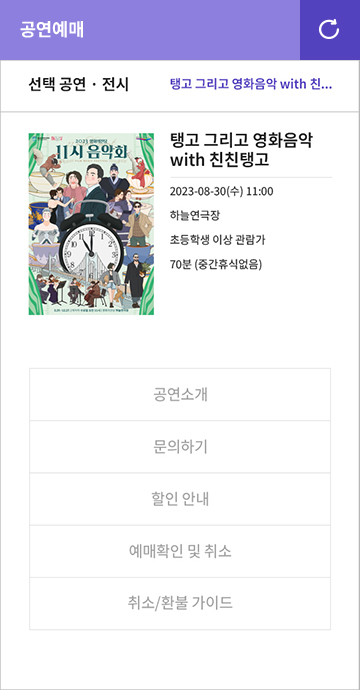 공연예매
선택 공연 · 전시
탱고 그리고 영화음악 with 친...
탱고 그리고 영화음악
with 친친탱고
2023
11시 음악회
2023-08-30(수) 11:00
하늘연극장
초등학생 이상 관람가
70분 (중간휴식없음)
공연소개
문의하기
할인 안내
예매확인 및 취소
취소/환불 가이드